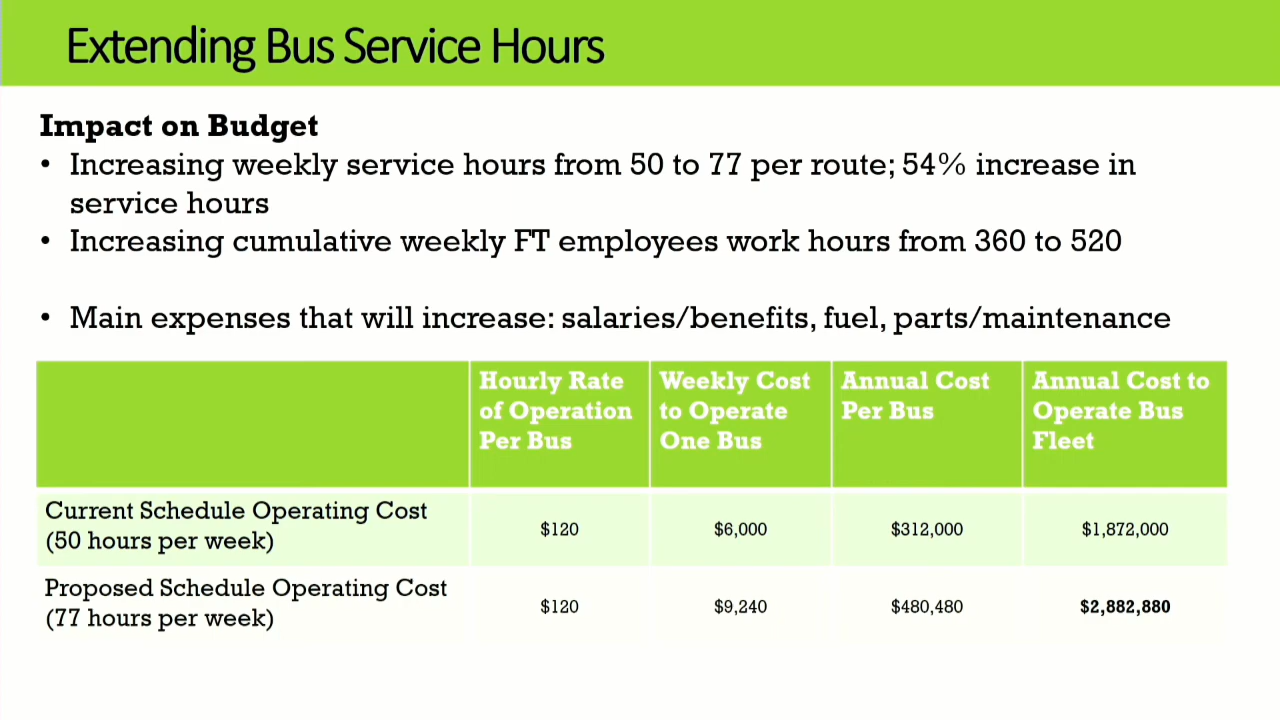 Extending Bus Service Hours
Impact on Budget
• Increasing weekly service hours from 50 to 77 per route; 54% increase in
service hours
• Increasing cumulative weekly FT employees work hours from 360 to 520
• Main expenses that will increase: salaries/benefits, fuel, parts/maintenance
Hourly Rate
of Operation
Per Bus
Weekly Cost
to Operate
One Bus
Annual Cost
Per Bus
Annual Cost to
Operate Bus
Fleet
Current Schedule Operating Cost
(50 hours per week)
$120
$6,000
$312,000
$1,872,000
Proposed Schedule Operating Cost
(77 hours per week)
$120
$9,240
$480,480
$2,882,880